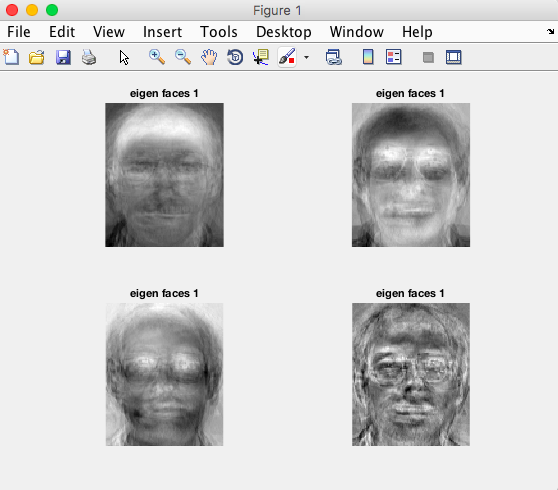 Figure 1
File Edit View Insert Tools Desktop Window Help
eigen faces 1 eigen faces 1
eigen faces 1 eigen faces 1